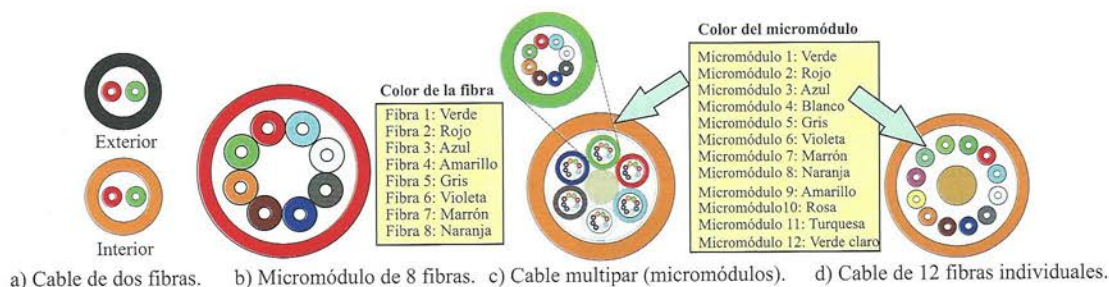 Exterior
Interior
a) Cable de dos fibras.
b) Micromódulo de 8 fibras.
Color de la fibra
Fibra 1: Verde
Fibra 2: Rojo
Fibra 3: Azul
Fibra 4: Amarillo
Fibra 5: Gris
Fibra 6: Violeta
Fibra 7: Marrón
Fibra 8: Naranja
c) Cable multipar (micromódulos).
Color del micromódulo
Micromódulo 1: Verde
Micromódulo 2: Rojo
Micromódulo 3: Azul
Micromódulo 4: Blanco
Micromódulo 5: Gris
Micromódulo 6: Violeta
Micromódulo 7: Marrón
Micromódulo 8: Naranja
Micromódulo 9: Amarillo
Micromódulo10: Rosa
Micromódulo 11: Turquesa
Micromódulo 12: Verde claro
d) Cable de 12 fibras individuales.